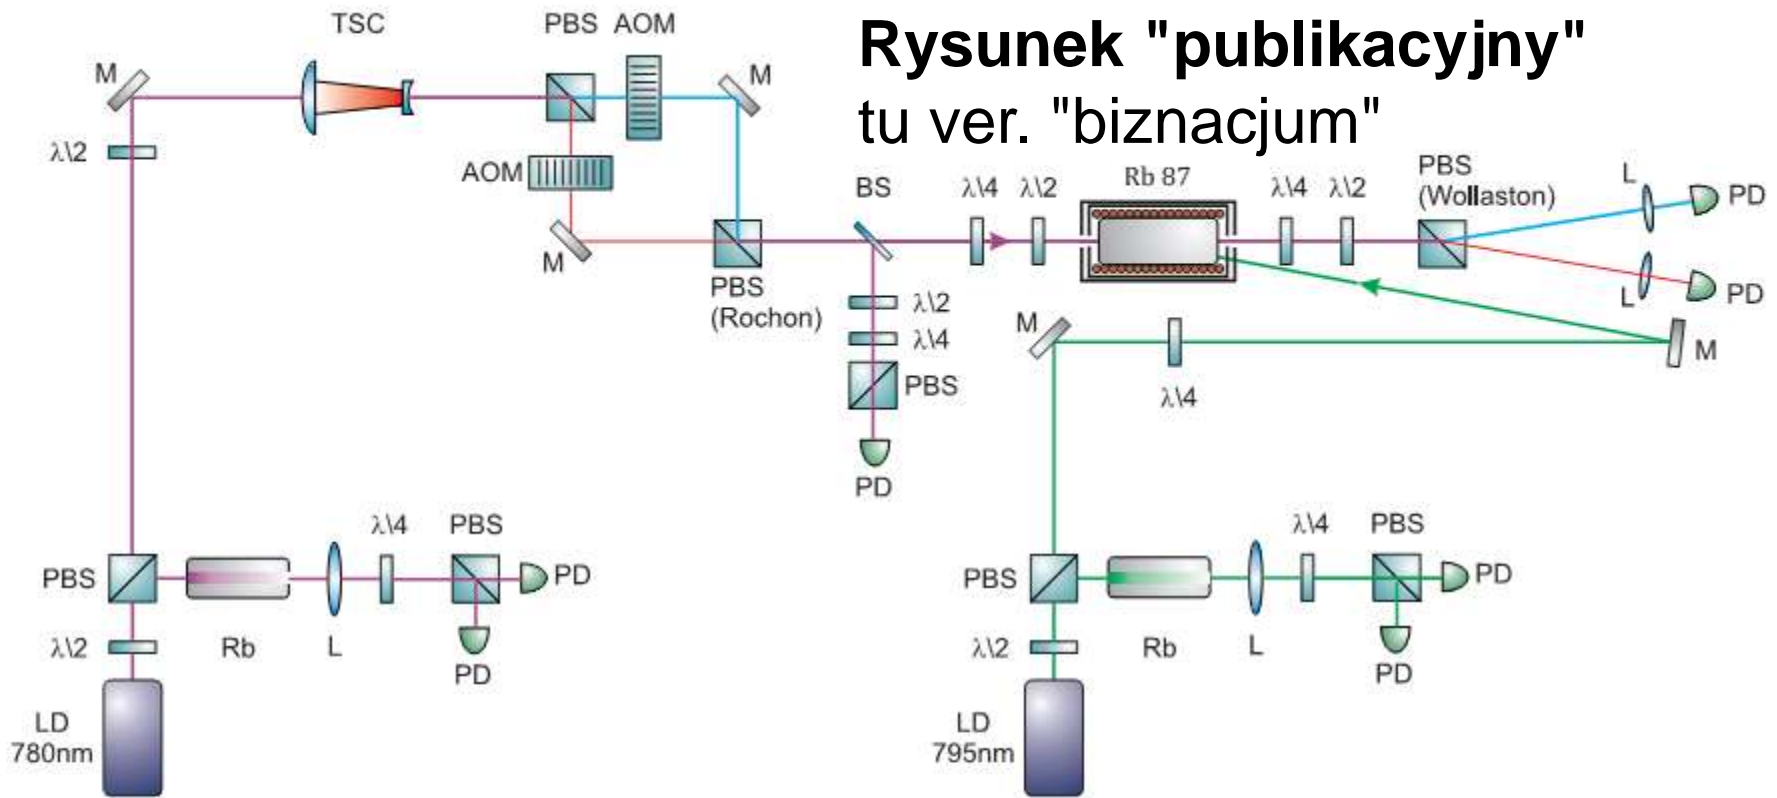 Rysunek "publikacyjny"
tu ver. "biznacjum"
TSC
PBS AOM
M
M
λ\2
AOM
M
PBS
(Rochon)
BS
λ\4
λ\2
Rb 87
λ\4
λ\2
PBS
(Wollaston)
L
PD
L
PD
λ\2
λ\4
PBS
PD
M
λ\4
M
λ\4
PBS
PBS
PD
λ\2
Rb
L
PD
LD
780nm
λ\4
PBS
PBS
PD
λ\2
Rb
L
PD
LD
795nm